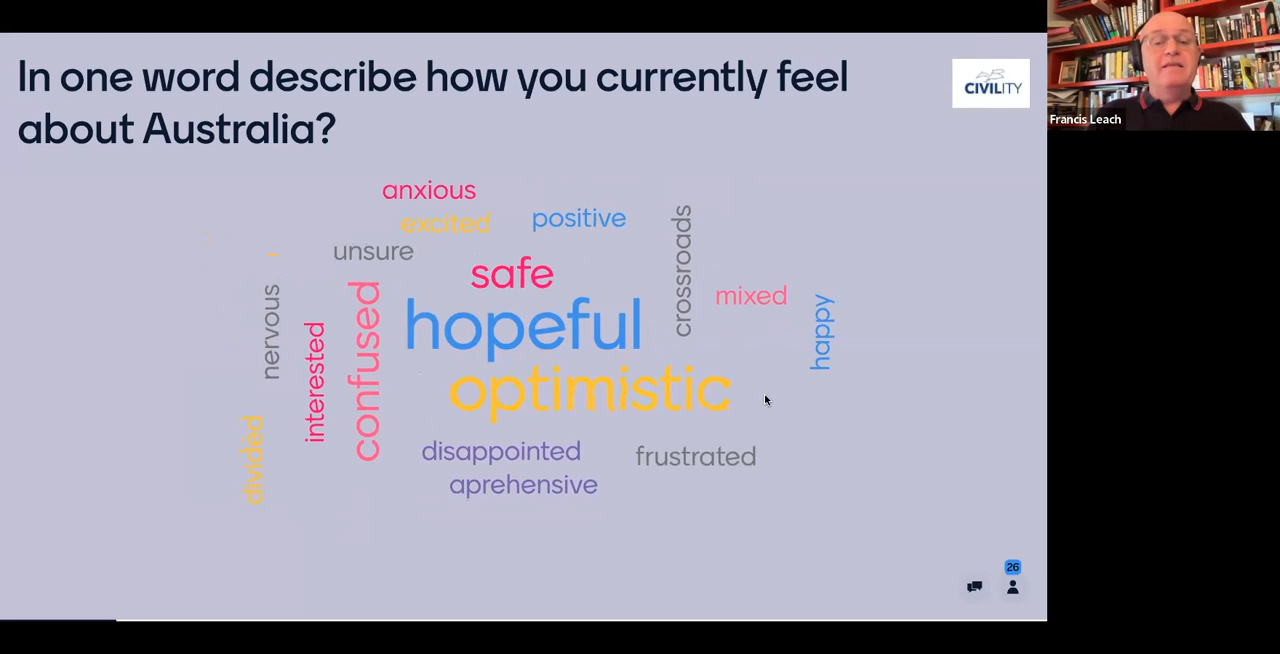 In one word describe how you currently feel
about Australia?
CIVILITY
Francis Leach
anxious
excited
positive
unsure
safe
crossroads
mixed
happy
nervous
interested
confused
hopeful
optimistic
divided
disappointed
frustrated
aprehensive
26